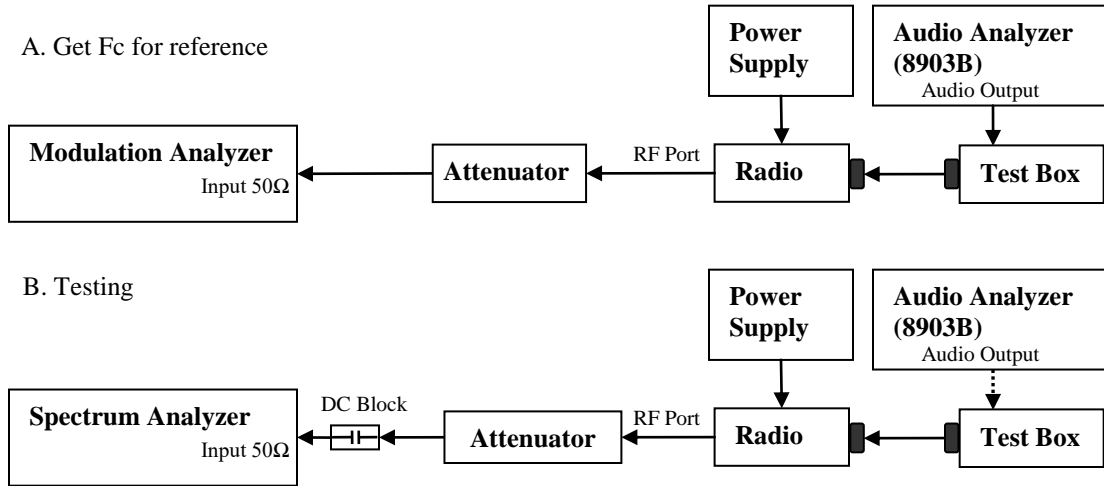 A. Get Fc for reference
Power
Supply
Audio Analyzer
(8903B)
Audio Output
Modulation Analyzer
Input 50Ω
Attenuator
RF Port
Radio
Test Box
B. Testing
Power
Supply
Audio Analyzer
(8903B)
Audio Output
Spectrum Analyzer
Input 50Ω
DC Block
Attenuator
RF Port
Radio
Test Box